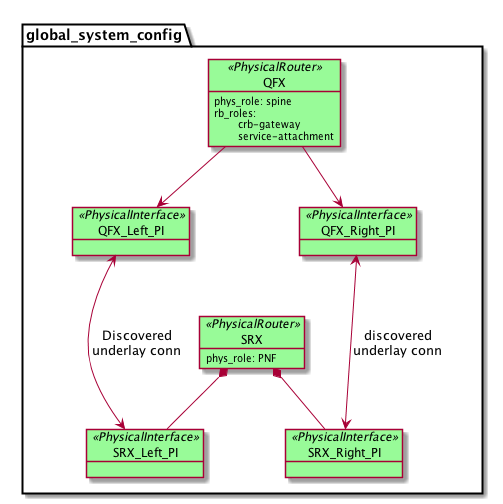 global_system_config
«PhysicalRouter»
QFX
phys_role: spine
rb_roles:
crb-gateway
service-attachment
«PhysicalInterface»
QFX_Left_PI
«PhysicalInterface»
QFX_Right_PI
«PhysicalRouter»
SRX
phys_role: PNF
Discovered
underlay conn
discovered
underlay conn
«PhysicalInterface»
SRX_Left_PI
«PhysicalInterface»
SRX_Right_PI